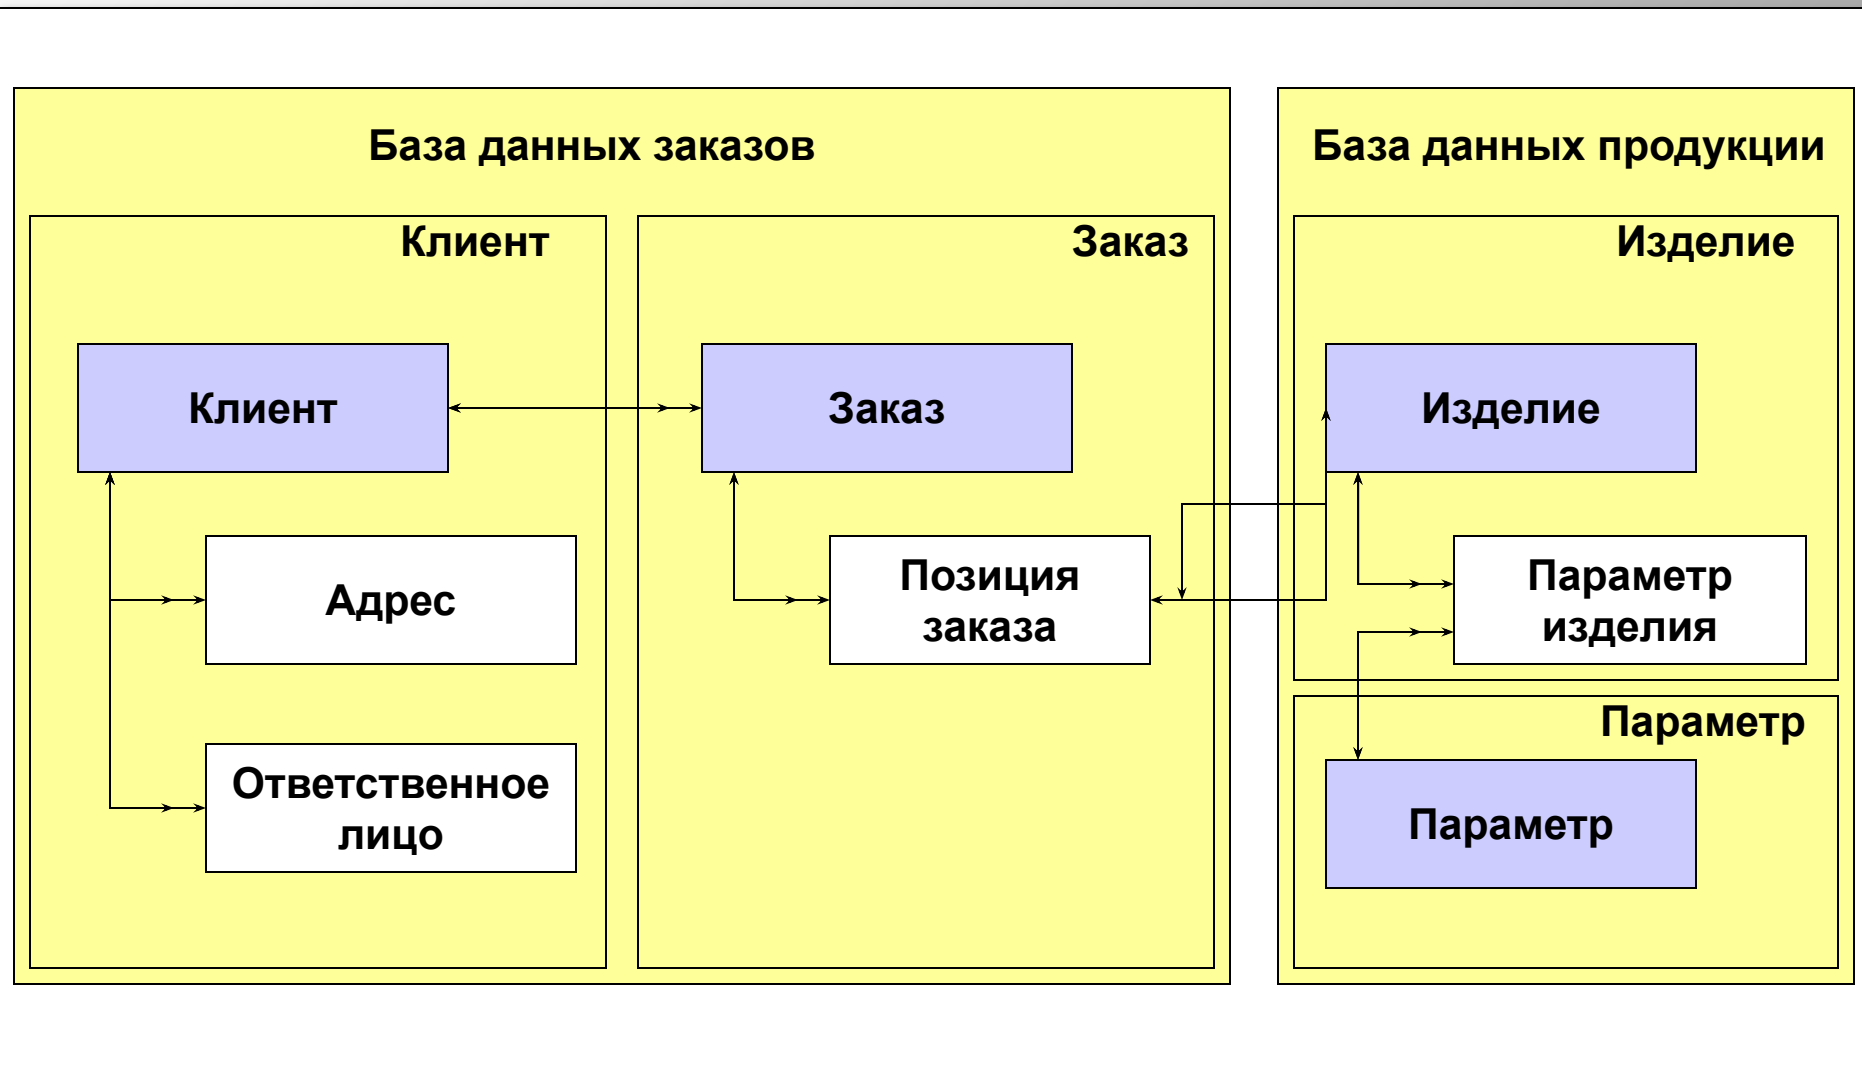 База данных заказов
База данных продукции
Клиент
Заказ
Изделие
Клиент
Заказ
Изделие
Адрес
Позиция
заказа
Параметр
изделия
Параметр
Ответственное
лицо
Параметр